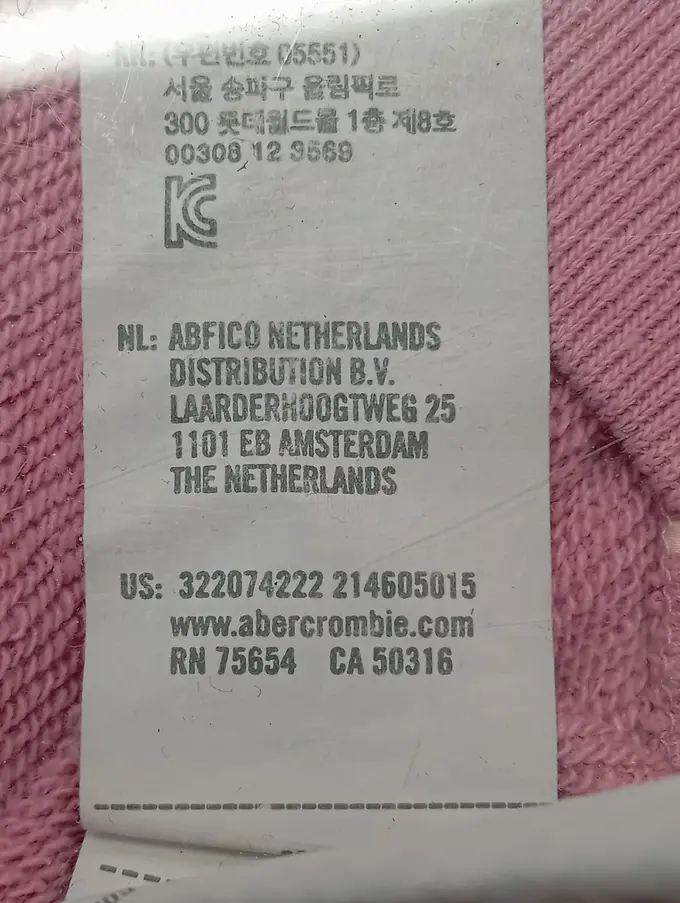 (우편번호 05551)
서울 송파구 올림픽로
300 롯데월드몰 1층 제8호
00308 12 3569
KC
NL: ABFICO NETHERLANDS
DISTRIBUTION B.V.
LAARDERHOOGTWEG 25
1101 EB AMSTERDAM
THE NETHERLANDS
US: 322074222 214605015
www.abercrombie.com
RN 75654 CA 50316